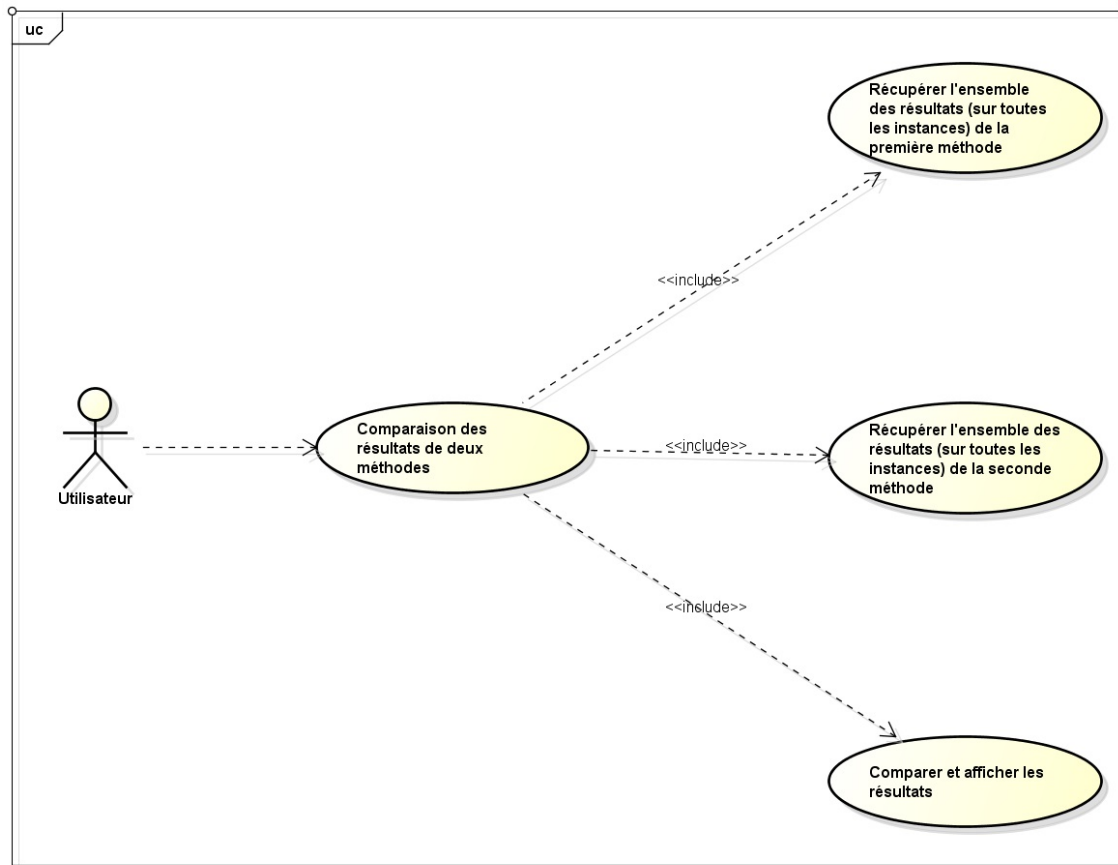 uc
Récupérer l'ensemble
des résultats (sur toutes
les instances) de la
première méthode
<<include>>
Utilisateur
Comparaison des
résultats de deux
méthodes
<<include>>
Récupérer l'ensemble des
résultats (sur toutes les
instances) de la seconde
méthode
<<include>>
Comparer et afficher les
résultats